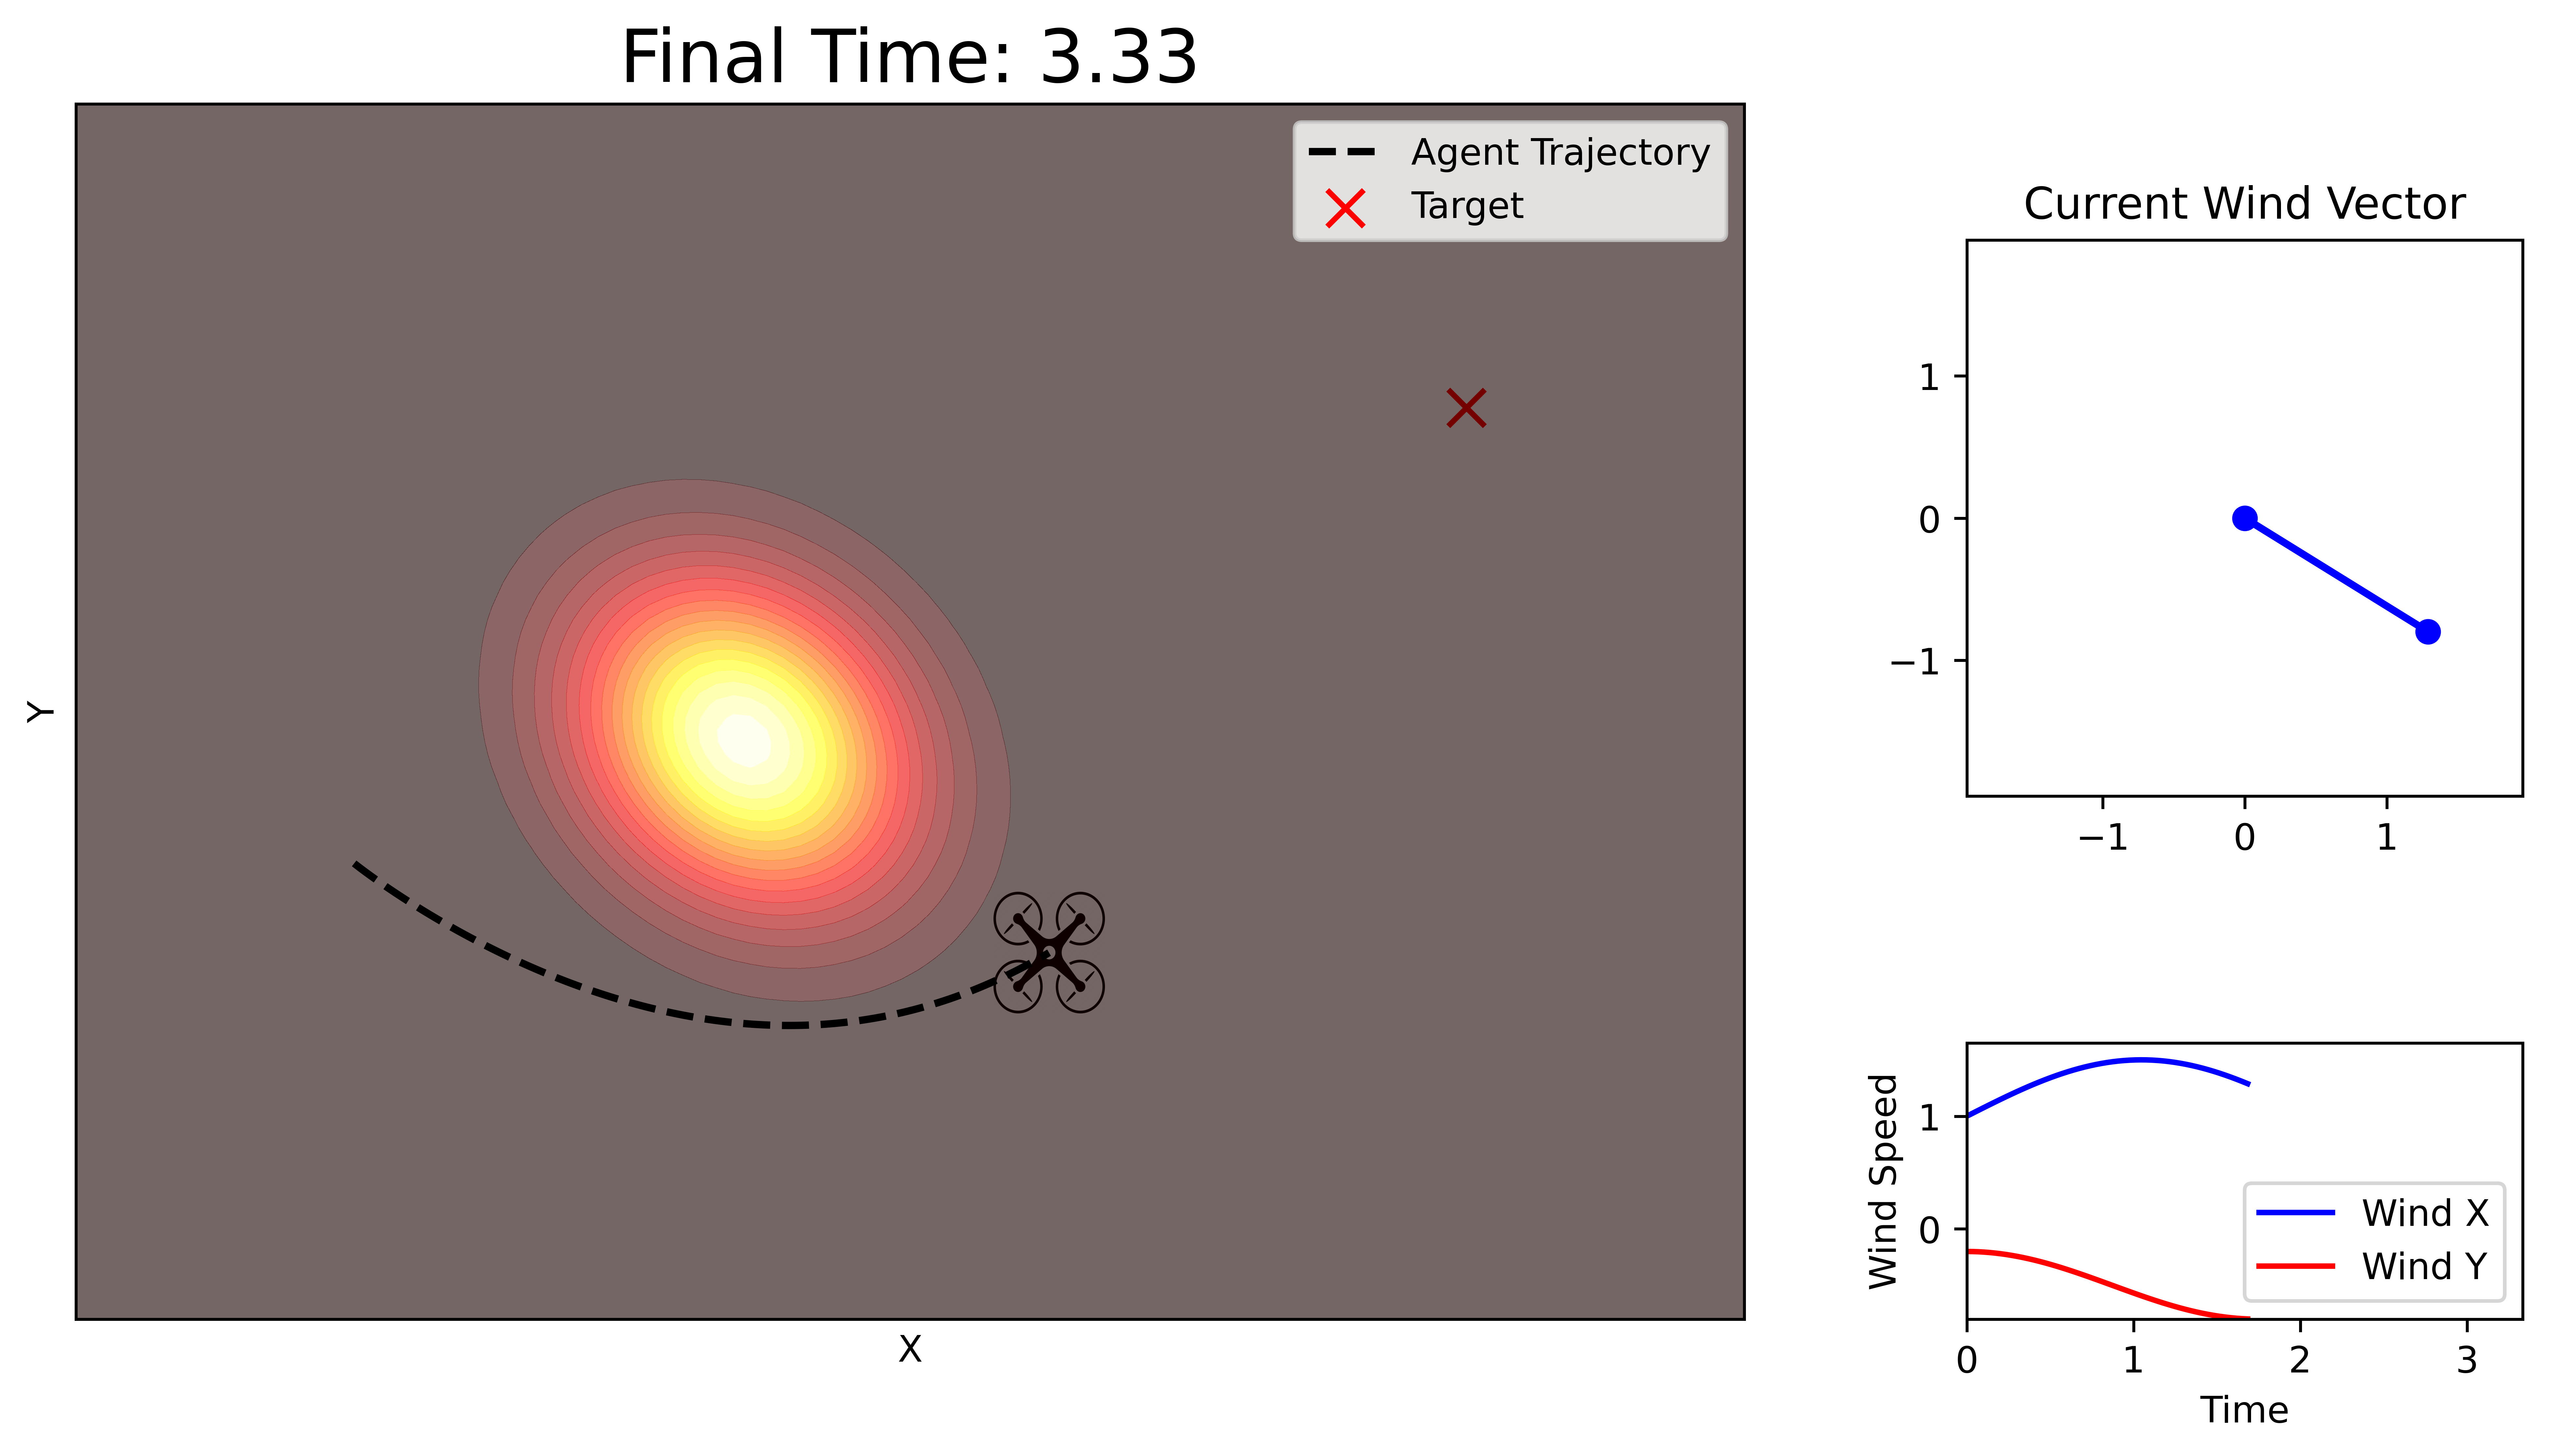 Final Time: 3.33
Agent Trajectory
Target
Y
X
Current Wind Vector
1
0
−1
−1 0 1
Wind Speed
1
0
Wind X
Wind Y
0 1 2 3
Time